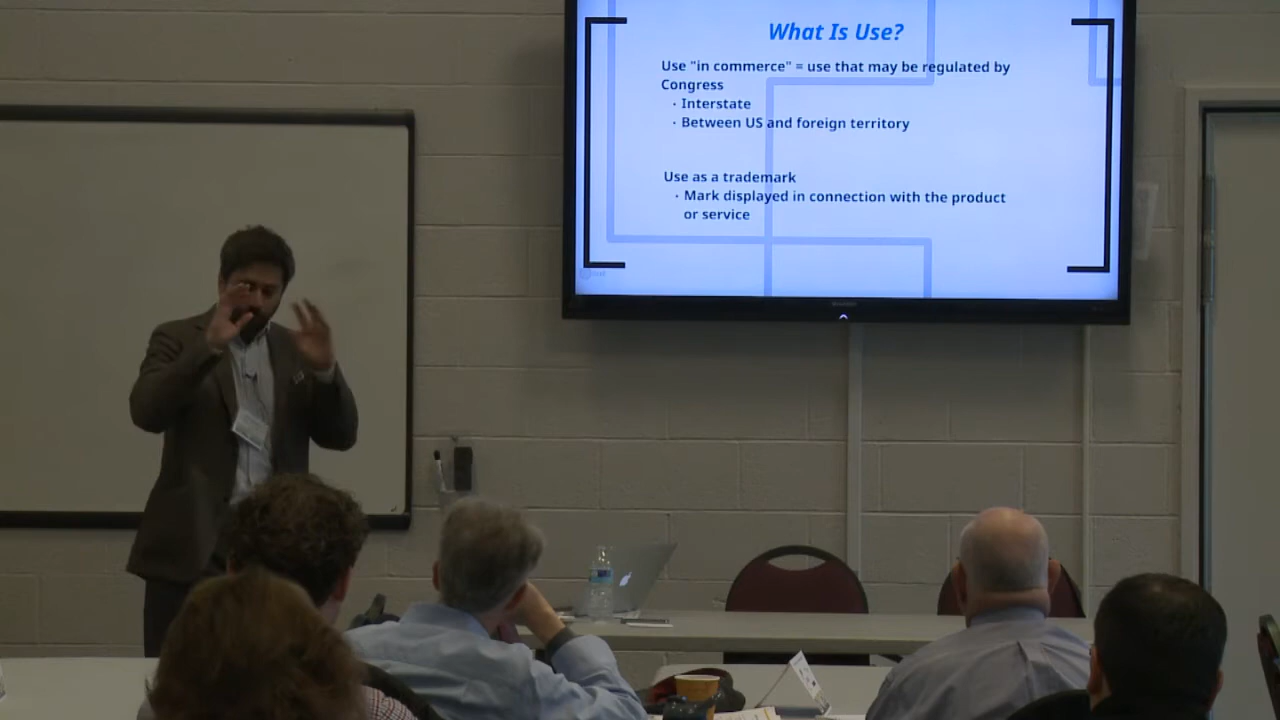 What Is Use?
Use "in commerce" = use that may be regulated by
Congress
· Interstate
· Between US and foreign territory
Use as a trademark
· Mark displayed in connection with the product
or service